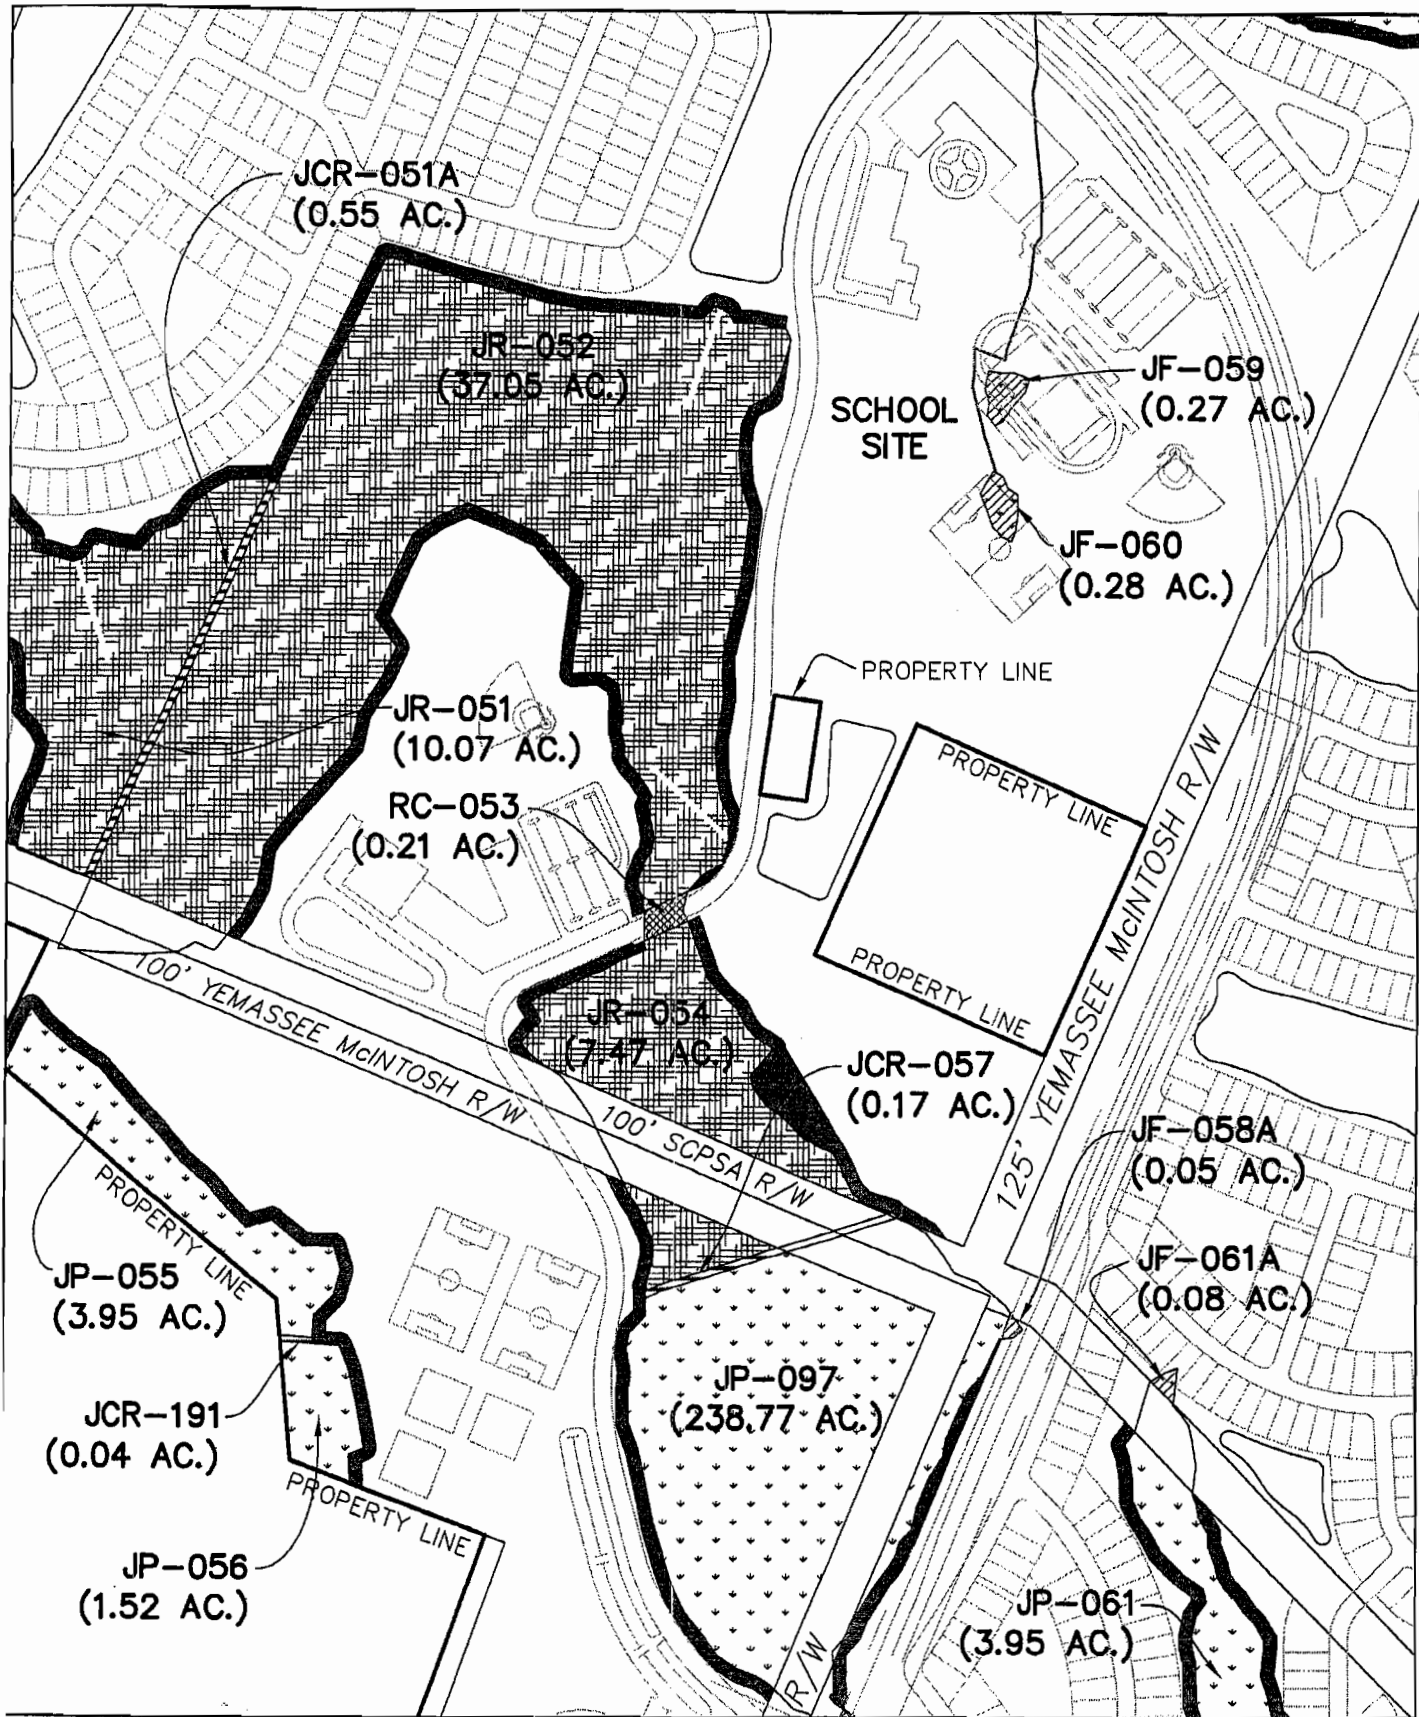 JCR-051A
(0.55 AC.)
JR-052
(37.05 AC.)
SCHOOL
SITE
JF-059
(0.27 AC.)
JF-060
(0.28 AC.)
PROPERTY LINE
JR-051
(10.07 AC.)
RC-053
(0.21 AC.)
PROPERTY LINE
PROPERTY LINE
125' YEMASSEE McINTOSH R/W
100' YEMASSEE McINTOSH R/W
JR-054
(7.47 AC.)
100' SCPSA R/W
JCR-057
(0.17 AC.)
JF-058A
(0.05 AC.)
JF-061A
(0.08 AC.)
PROPERTY LINE
JP-055
(3.95 AC.)
JCR-191
(0.04 AC.)
JP-097
(238.77 AC.)
PROPERTY LINE
JP-056
(1.52 AC.)
JP-061
(3.95 AC.)
R/W